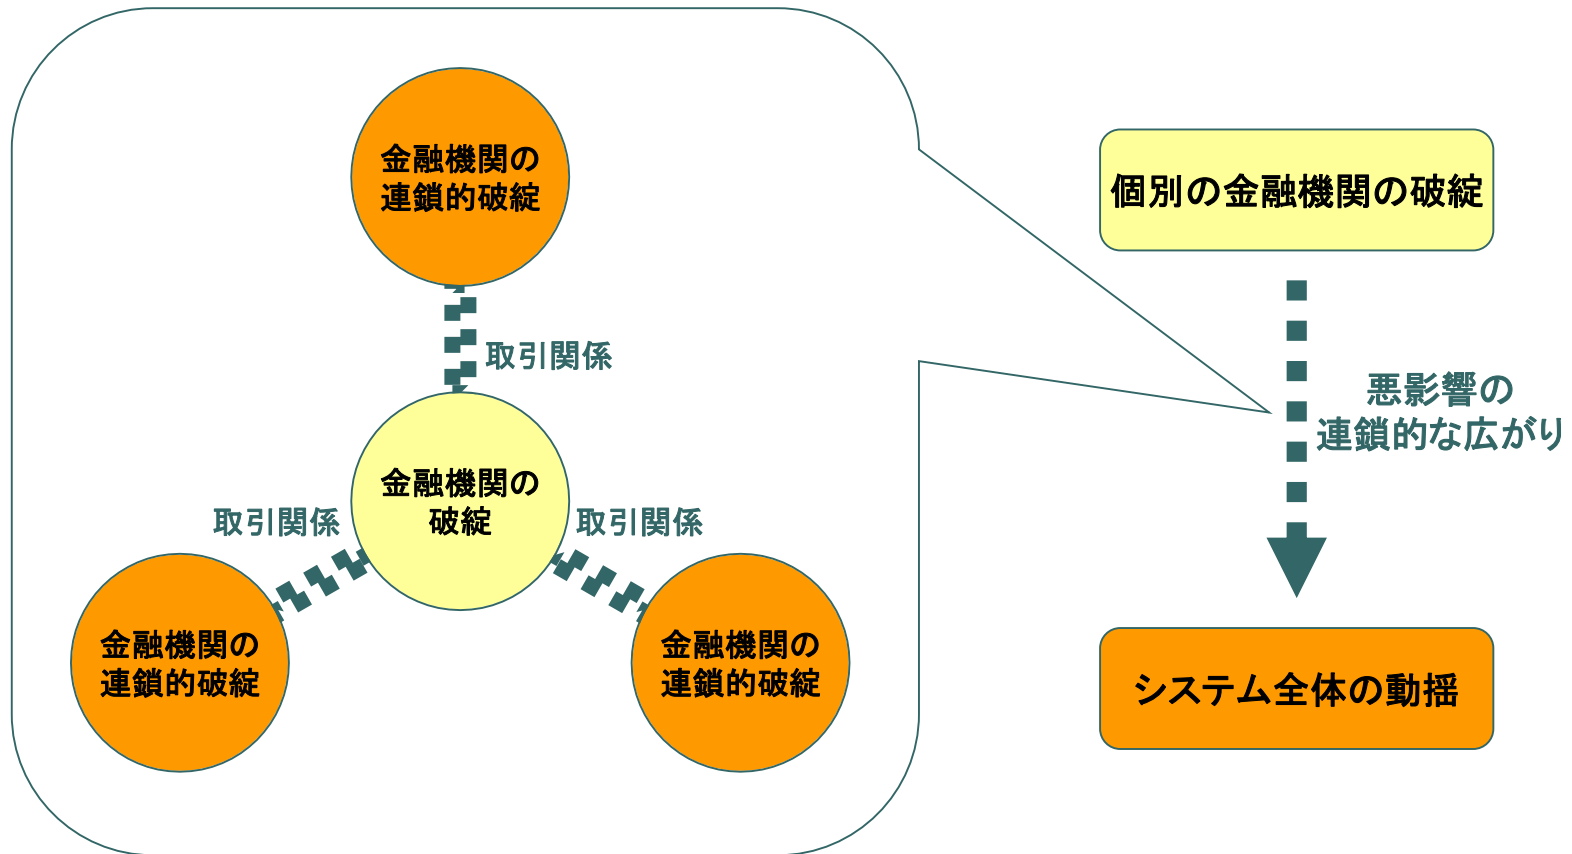 金融機関の
連鎖的破綻
取引関係
金融機関の
破綻
取引関係
取引関係
金融機関の
連鎖的破綻
金融機関の
連鎖的破綻
個別の金融機関の破綻
悪影響の
連鎖的な広がり
システム全体の動揺